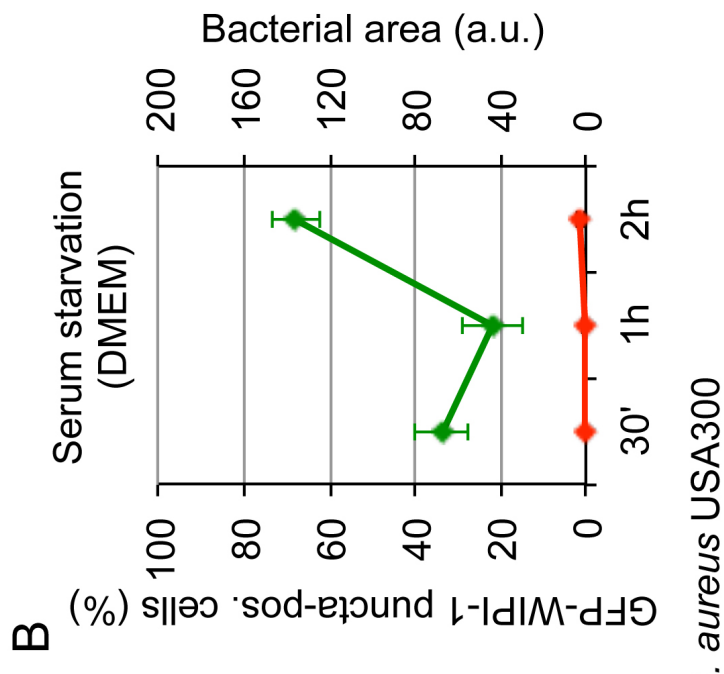 B
Serum starvation
(DMEM)
GFP-WIPI-1 puncta-pos. cells (%)
100
80
60
40
20
0
Bacterial area (a.u.)
200
160
120
80
40
0
30' 1h 2h
. aureus USA300